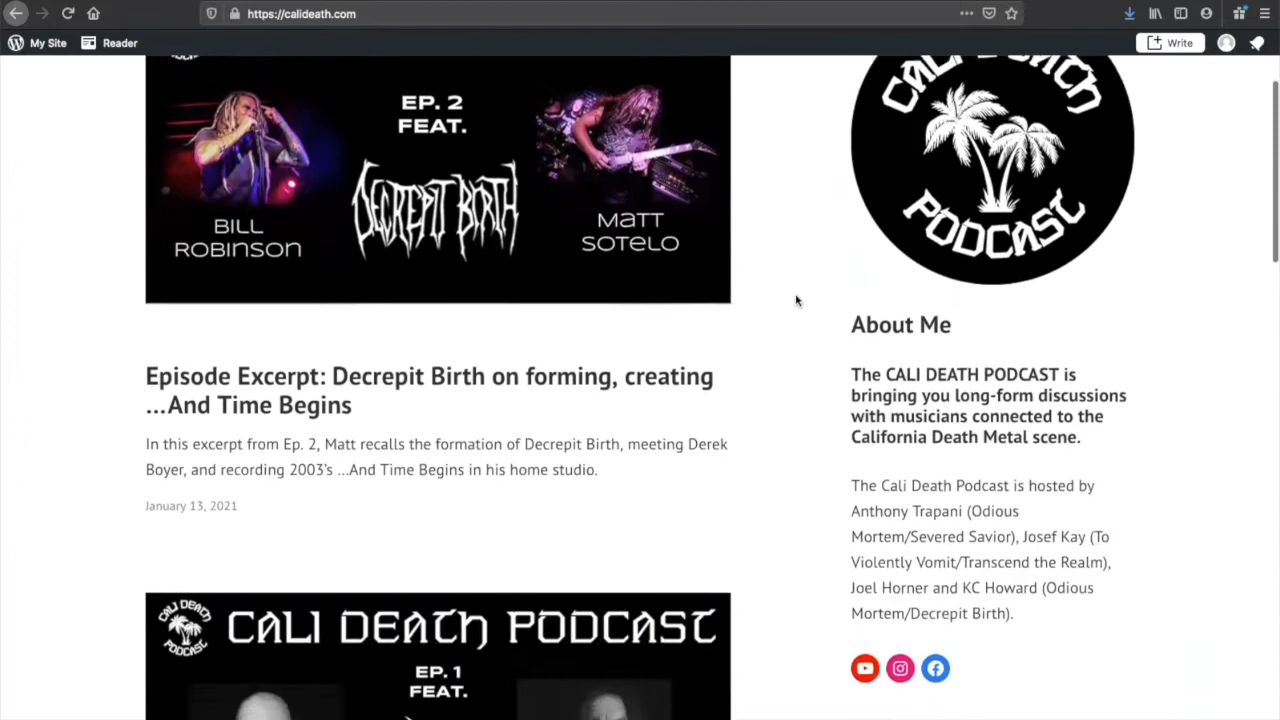 https://calideath.com
My Site
Reader
Write
EP. 2
FEAT.
DECREPIT BIRTH
BILL
ROBINSON
MATT
SOTELO
CALI DEATH
PODCAST
Episode Excerpt: Decrepit Birth on forming, creating
…And Time Begins
In this excerpt from Ep. 2, Matt recalls the formation of Decrepit Birth, meeting Derek
Boyer, and recording 2003's …And Time Begins in his home studio.
January 13, 2021
CALI DEATH
PODCAST
CALI DEATH PODCAST
EP. 1
FEAT.
About Me
The CALI DEATH PODCAST is
bringing you long-form discussions
with musicians connected to the
California Death Metal scene.
The Cali Death Podcast is hosted by
Anthony Trapani (Odious
Mortem/Severed Savior), Josef Kay (To
Violently Vomit/Transcend the Realm),
Joel Horner and KC Howard (Odious
Mortem/Decrepit Birth).